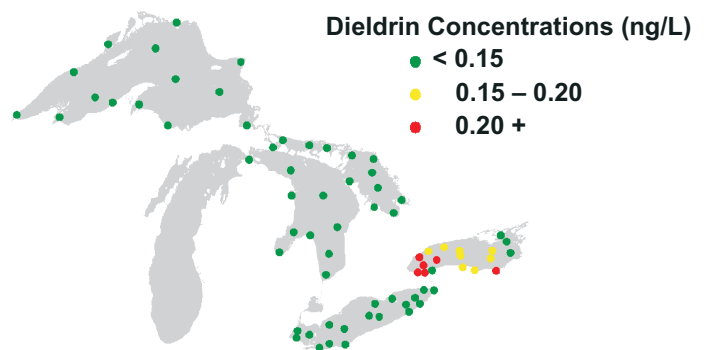 Dieldrin Concentrations (ng/L)
< 0.15
0.15 – 0.20
0.20 +